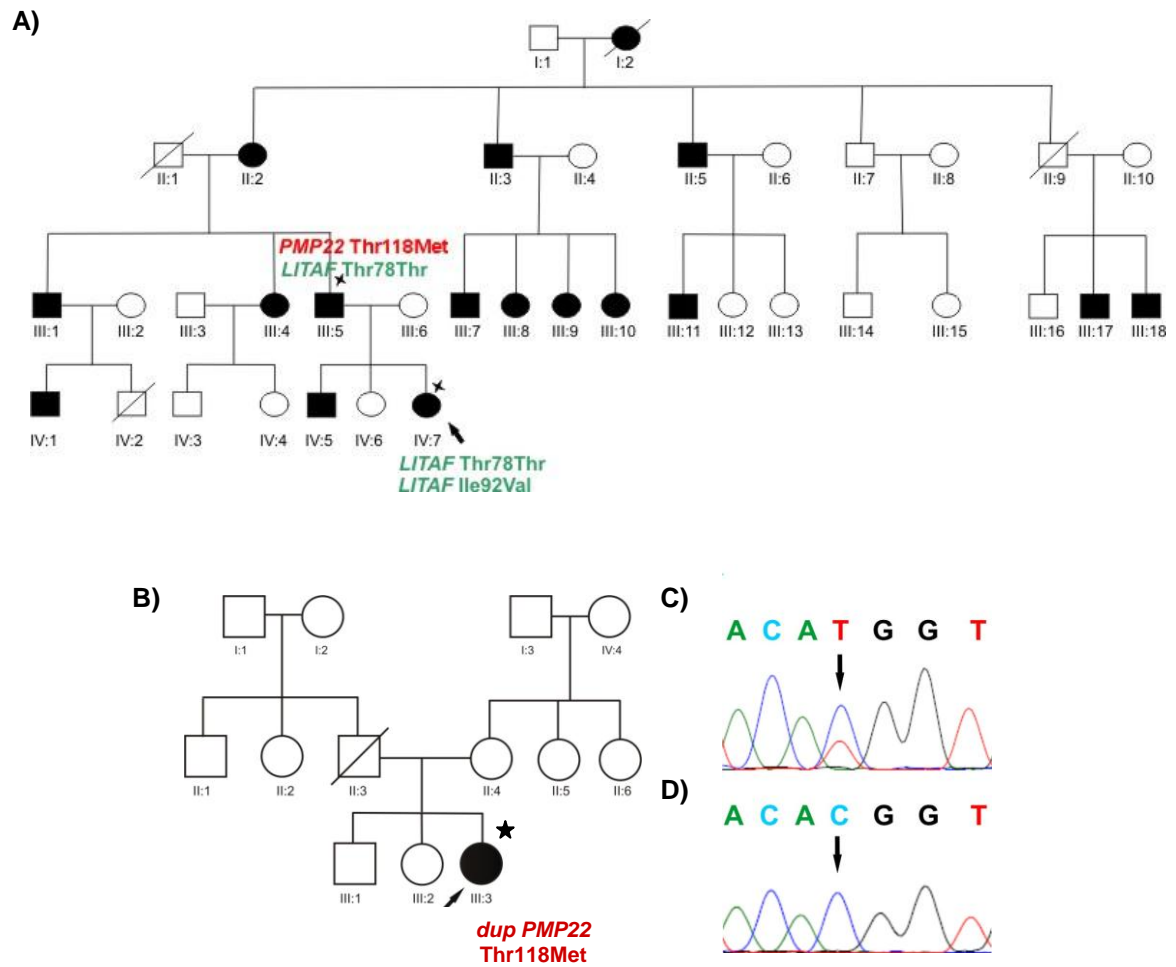 A)
I:1 I:2
II:1 II:2 II:3 II:4 II:5 II:6 II:7 II:8 II:9 II:10
PMP22 Thr118Met
LITAF Thr78Thr
III:1 III:2 III:3 III:4 III:5 III:6 III:7 III:8 III:9 III:10 III:11 III:12 III:13 III:14 III:15 III:16 III:17 III:18
IV:1 IV:2 IV:3 IV:4 IV:5 IV:6 IV:7
LITAF Thr78Thr
LITAF Ile92Val
B)
I:1 I:2 I:3 IV:4
II:1 II:2 II:3 II:4 II:5 II:6
III:1 III:2 III:3
dup PMP22
Thr118Met
C)
A C A T G G T
D)
A C A C G G T